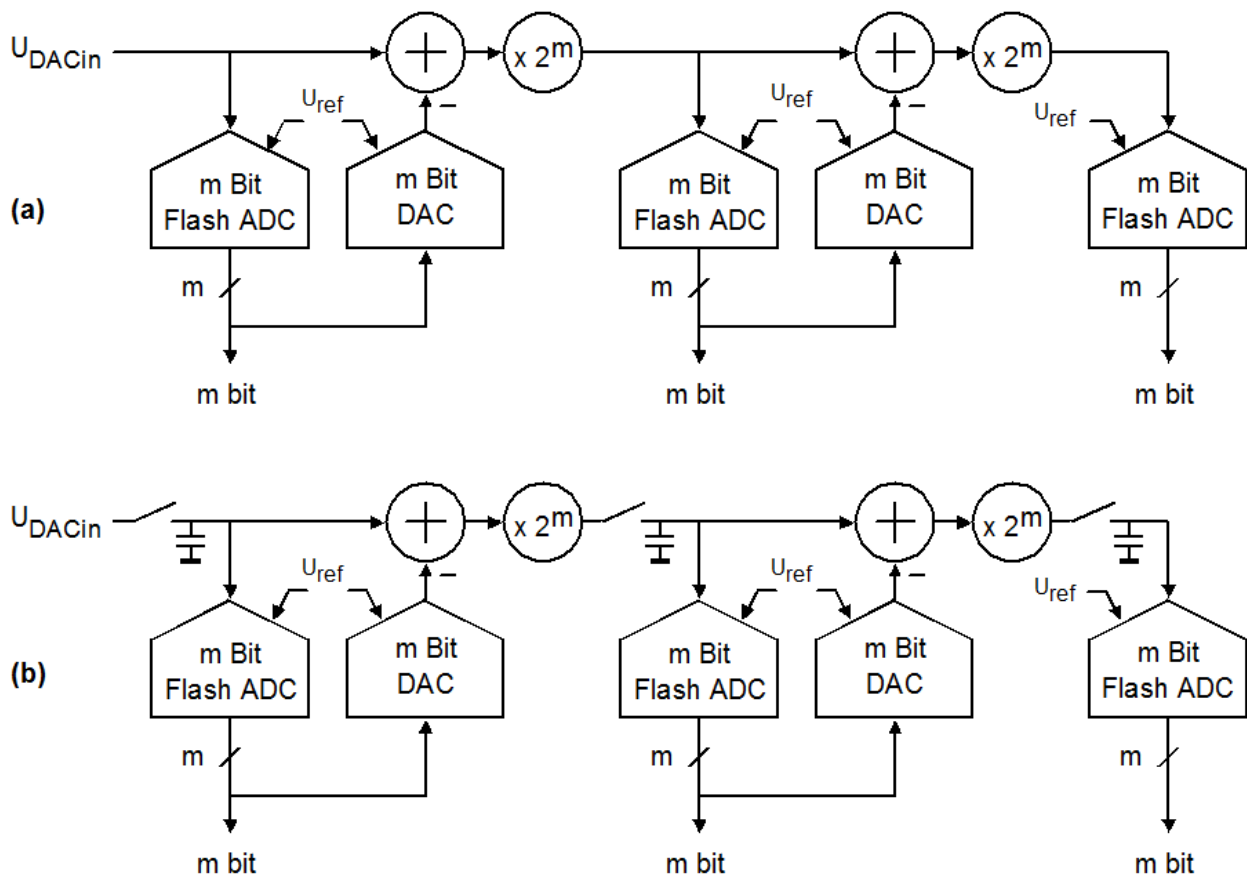 U_DACin
x 2^m
x 2^m
U_ref
U_ref
U_ref
(a)
m Bit
Flash ADC
m Bit
DAC
m Bit
Flash ADC
m Bit
DAC
m Bit
Flash ADC
m
m
m
m bit
m bit
m bit
U_DACin
x 2^m
x 2^m
U_ref
U_ref
U_ref
(b)
m Bit
Flash ADC
m Bit
DAC
m Bit
Flash ADC
m Bit
DAC
m Bit
Flash ADC
m
m
m
m bit
m bit
m bit